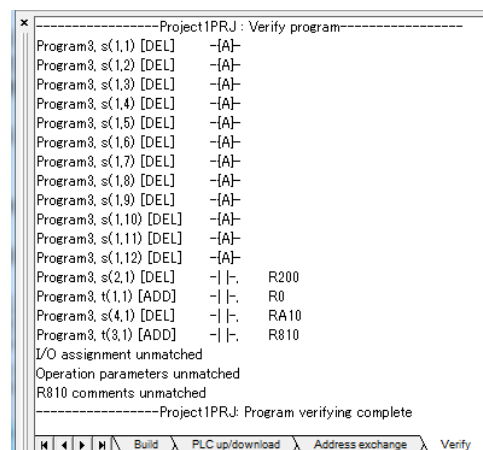 ------------------Project1PRJ : Verify program------------------
Program3, s(1,1) [DEL] -{A}-
Program3, s(1,2) [DEL] -{A}-
Program3, s(1,3) [DEL] -{A}-
Program3, s(1,4) [DEL] -{A}-
Program3, s(1,5) [DEL] -{A}-
Program3, s(1,6) [DEL] -{A}-
Program3, s(1,7) [DEL] -{A}-
Program3, s(1,8) [DEL] -{A}-
Program3, s(1,9) [DEL] -{A}-
Program3, s(1,10) [DEL] -{A}-
Program3, s(1,11) [DEL] -{A}-
Program3, s(1,12) [DEL] -{A}-
Program3, s(2,1) [DEL] -| |-, R200
Program3, t(1,1) [ADD] -| |-, R0
Program3, s(4,1) [DEL] -| |-, RA10
Program3, t(3,1) [ADD] -| |-, R810
I/O assignment unmatched
Operation parameters unmatched
R810 comments unmatched
------------------Project1PRJ: Program verifying complete
Build PLC up/download Address exchange Verify